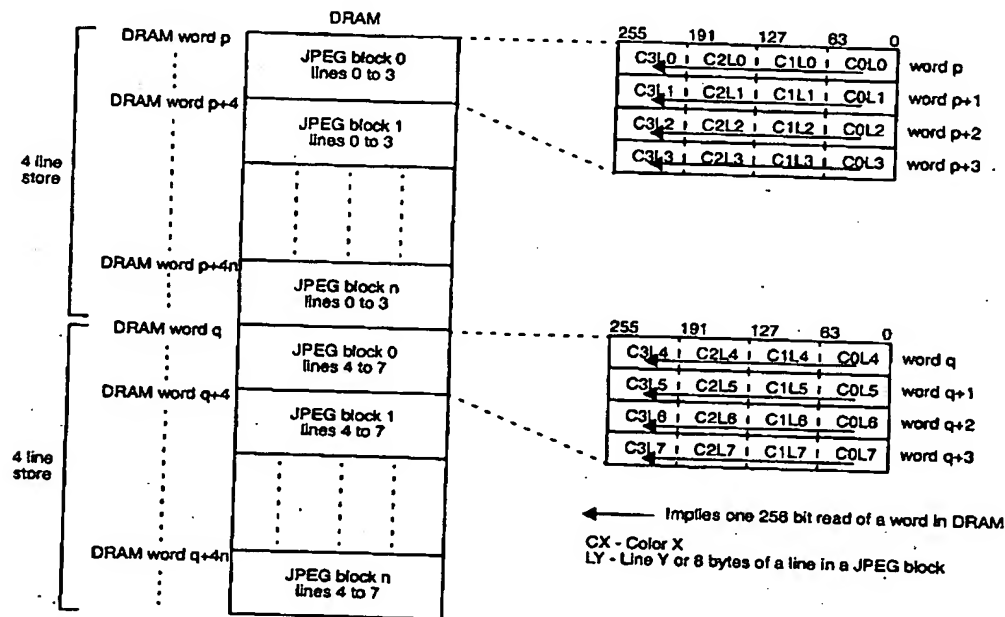 DRAM
DRAM word p
JPEG block 0
lines 0 to 3
DRAM word p+4
JPEG block 1
lines 0 to 3
4 line
store
DRAM word p+4n
JPEG block n
lines 0 to 3
DRAM word q
JPEG block 0
lines 4 to 7
DRAM word q+4
JPEG block 1
lines 4 to 7
4 line
store
DRAM word q+4n
JPEG block n
lines 4 to 7
255 191 127 63 0
C3L0 C2L0 C1L0 C0L0 word p
C3L1 C2L1 C1L1 C0L1 word p+1
C3L2 C2L2 C1L2 C0L2 word p+2
C3L3 C2L3 C1L3 C0L3 word p+3
255 191 127 63 0
C3L4 C2L4 C1L4 C0L4 word q
C3L5 C2L5 C1L5 C0L5 word q+1
C3L6 C2L6 C1L6 C0L6 word q+2
C3L7 C2L7 C1L7 C0L7 word q+3
Implies one 256 bit read of a word in DRAM
CX - Color X
LY - Line Y or 8 bytes of a line in a JPEG block